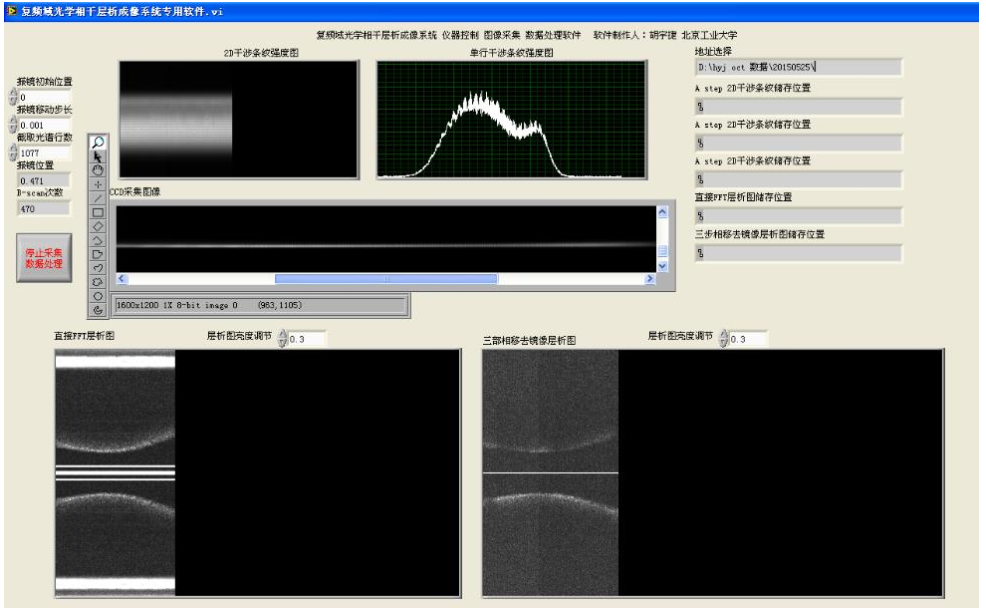 复频域光学相干层析成像系统专用软件.vi
复频域光学相干层析成像系统 仪器控制 图像采集 数据处理软件 软件制作人：胡宇捷 北京工业大学
2D干涉条纹强度图
单行干涉条纹强度图
地址选择
D:\hyj oct 数据\20150525\
振镜初始位置
0
振镜移动步长
0.001
截取光谱行数
1077
振镜位置
0.471
B-scan次数
470
停止采集
数据处理
A step 2D干涉条纹储存位置
%
A step 2D干涉条纹储存位置
%
A step 2D干涉条纹储存位置
%
直接FFT层析图储存位置
%
三步相移去镜像层析图储存位置
%
CCD采集图像
1600x1200 1X 8-bit image 0 (983,1105)
直接FFT层析图
层析图亮度调节
0.3
三部相移去镜像层析图
层析图亮度调节
0.3